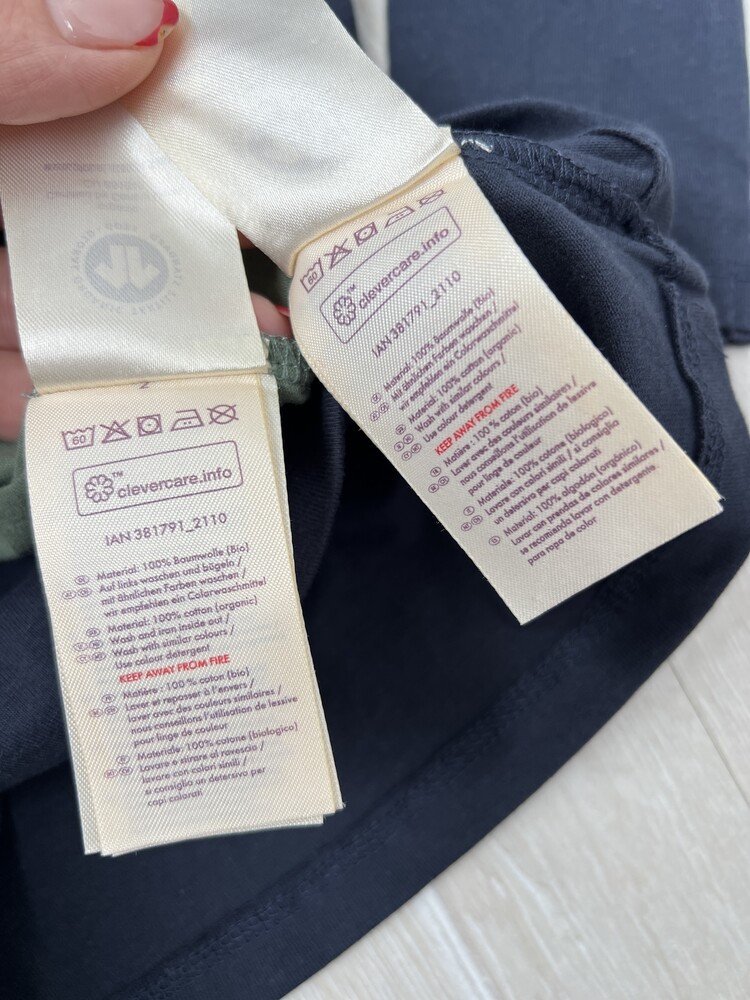 60
clevercare.info
TM
IAN 381791_2110
Material: 100% Baumwolle (Bio)
Auf links waschen und bügeln /
mit ähnlichen Farben waschen /
wir empfehlen ein Colorwaschmittel
Material: 100% cotton (organic)
Wash and iron inside out /
Wash with similar colours /
Use colour detergent
KEEP AWAY FROM FIRE
Matière : 100 % coton (bio)
Laver et repasser à l'envers /
laver avec des couleurs similaires /
nous conseillons l'utilisation de lessive
pour linge de couleur
Materiale: 100% cotone (biologico)
Lavare e stirare al rovescio /
lavare con colori simili /
si consiglia un detersivo per
capi colorati
60
clevercare.info
TM
IAN 381791_2110
Material: 100% Baumwolle (Bio)
Mit ähnlichen Farben waschen /
wir empfehlen ein Colorwaschmittel
Material: 100% cotton (organic)
Wash with similar colours /
Use colour detergent
KEEP AWAY FROM FIRE
Matière : 100 % coton (bio)
Laver avec des couleurs similaires /
nous conseillons l'utilisation de lessive
pour linge de couleur
Materiale: 100% cotone (biologico)
Lavare con colori simili / si consiglia
un detersivo per capi colorati
Material: 100% algodón (orgánico)
Lavar con prendas de colores similares /
se recomienda lavar con detergente
para ropa de color